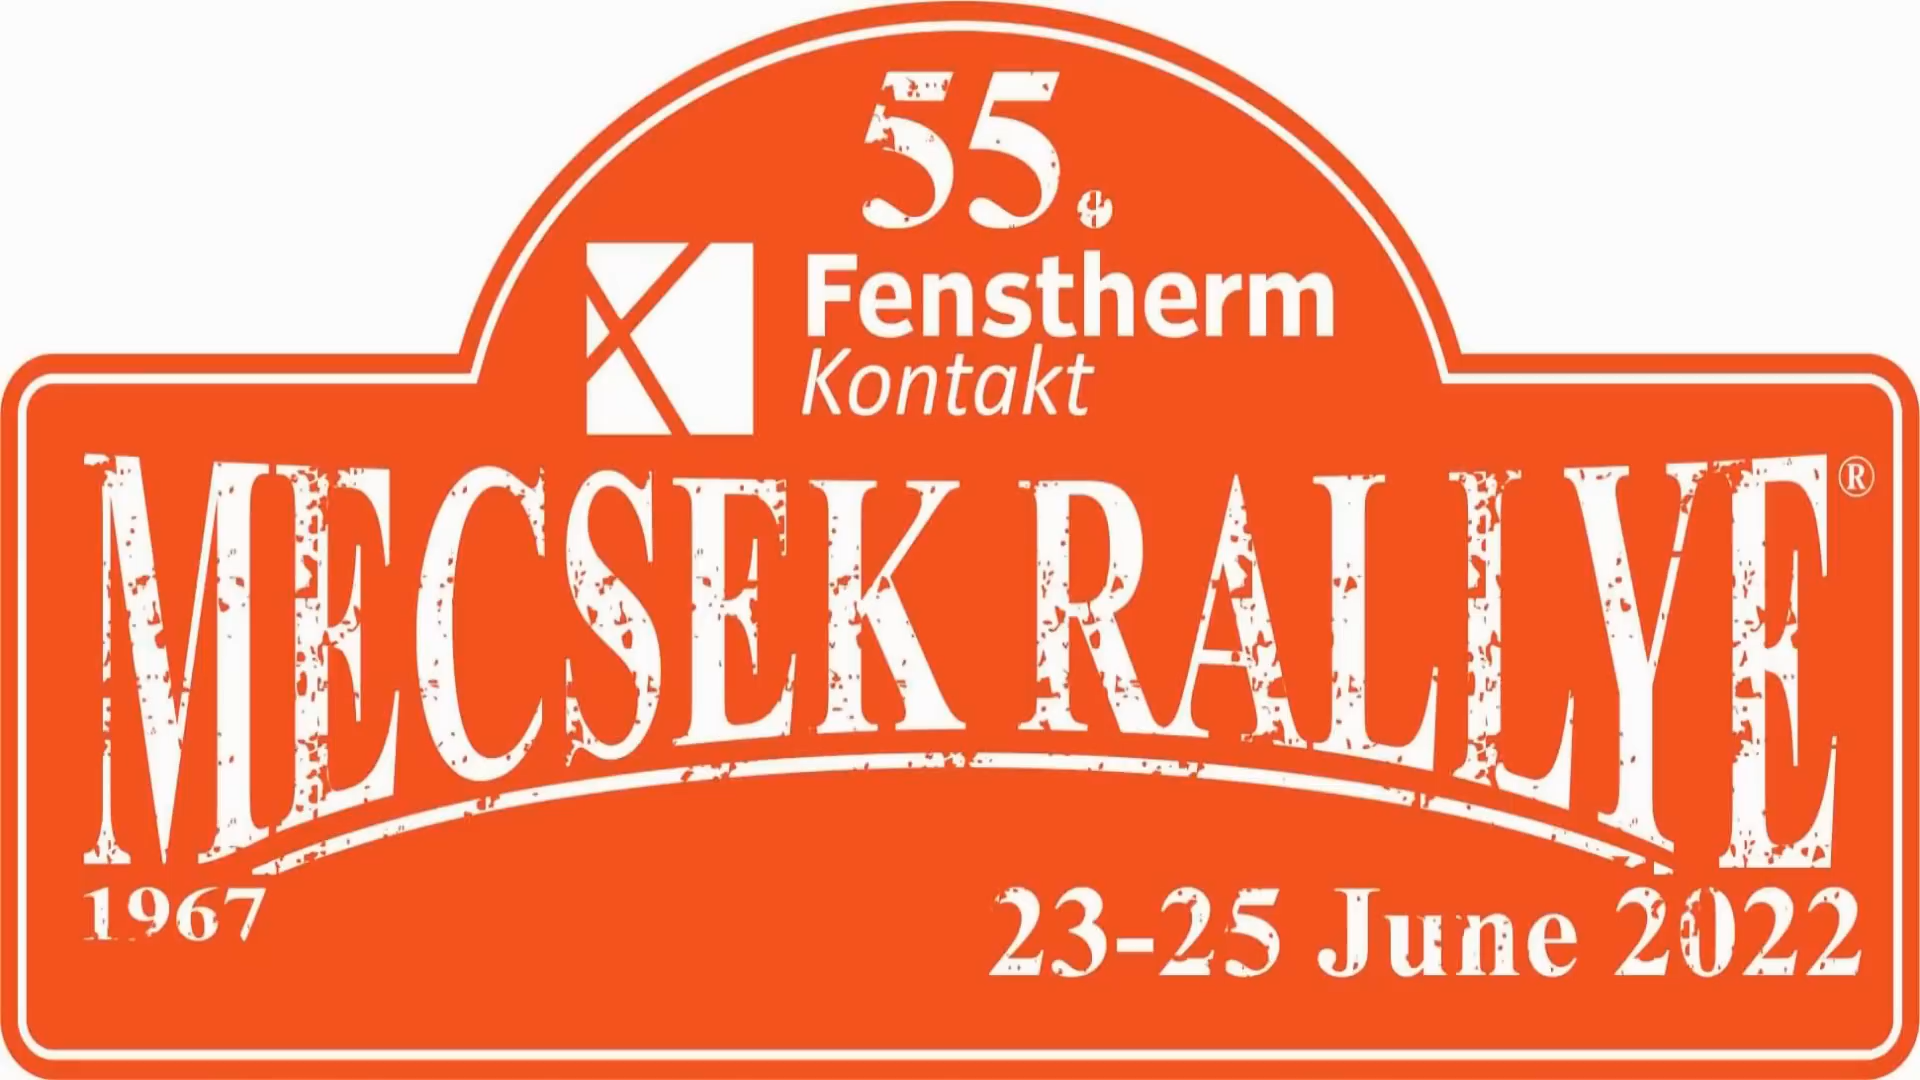 55.
Fenstherm
Kontakt
MECSEK RALLYE®
1967
23-25 June 2022